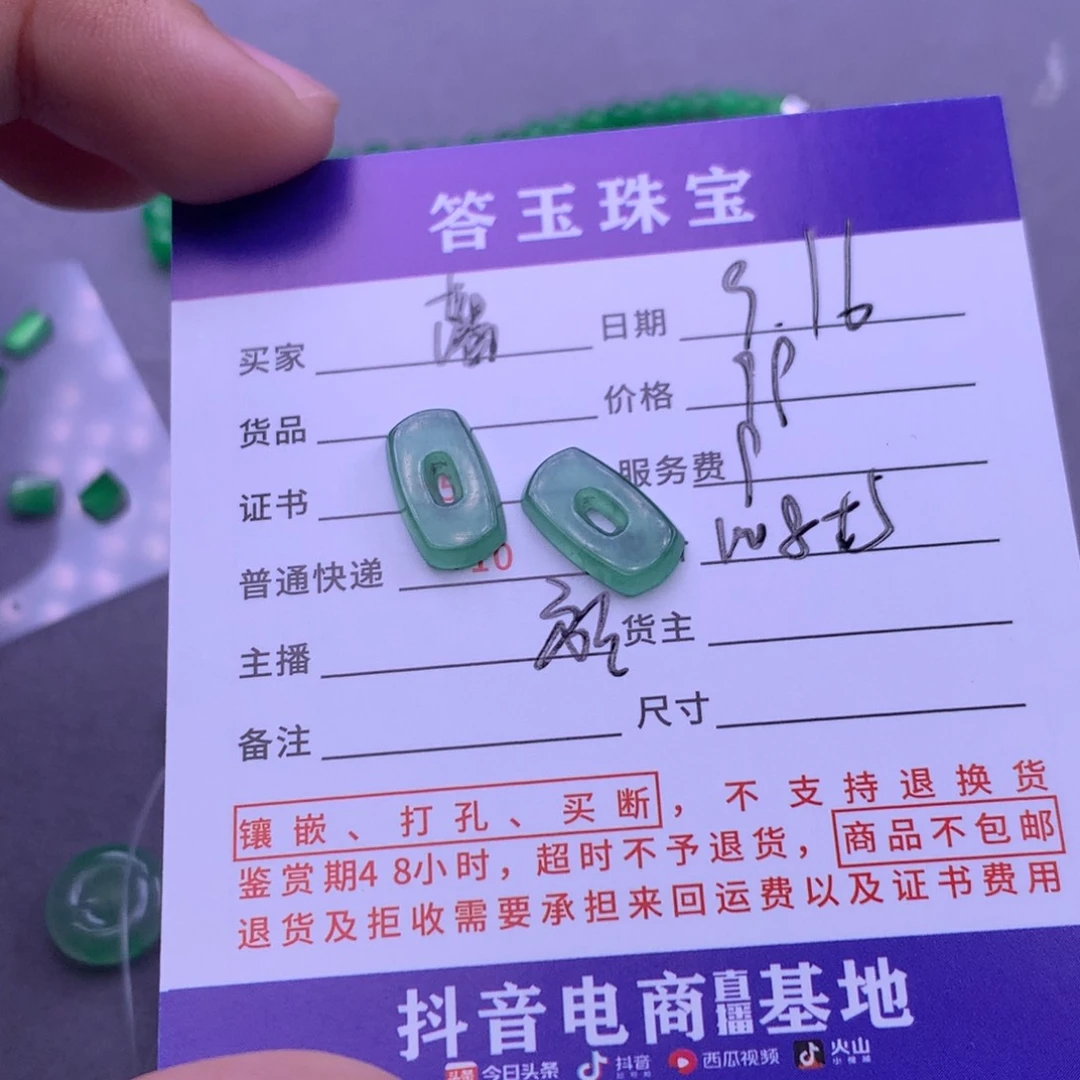 答玉珠宝
买家 日期 9.16
货品 价格
证书 服务费
普通快递 10
主播 货主
备注 尺寸
镶嵌、打孔、买断，不支持退换货
鉴赏期48小时，超时不予退货，商品不包邮
退货及拒收需要承担来回运费以及证书费用
抖音电商直播基地
头条 今日头条 抖音 西瓜视频 火山